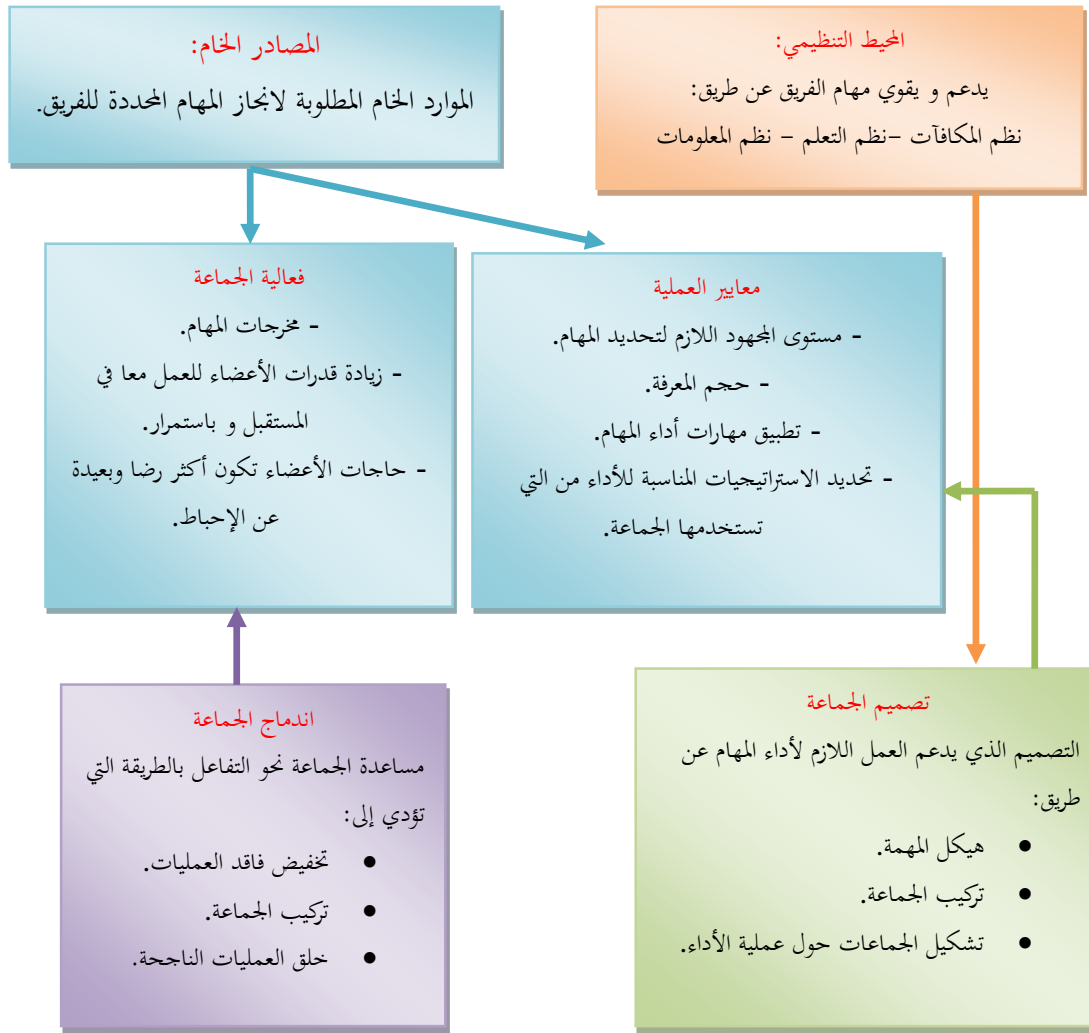 المحيط التنظيمي:
يدعم و يقوي مهام الفريق عن طريق:
نظم المكافآت –نظم التعلم – نظم المعلومات
المصادر الخام:
الموارد الخام المطلوبة لانجاز المهام المحددة للفريق.
معايير العملية
- مستوى المجهود اللازم لتحديد المهام.
- حجم المعرفة.
- تطبيق مهارات أداء المهام.
- تحديد الاستراتيجيات المناسبة للأداء من التي
تستخدمها الجماعة.
فعالية الجماعة
- مخرجات المهام.
- زيادة قدرات الأعضاء للعمل معا في
المستقبل و باستمرار.
- حاجات الأعضاء تكون أكثر رضا وبعيدة
عن الإحباط.
تصميم الجماعة
التصميم الذي يدعم العمل اللازم لأداء المهام عن
طريق:
● هيكل المهمة.
● تركيب الجماعة.
● تشكيل الجماعات حول عملية الأداء.
اندماج الجماعة
مساعدة الجماعة نحو التفاعل بالطريقة التي
تؤدي إلى:
● تخفيض فاقد العمليات.
● تركيب الجماعة.
● خلق العمليات الناجحة.